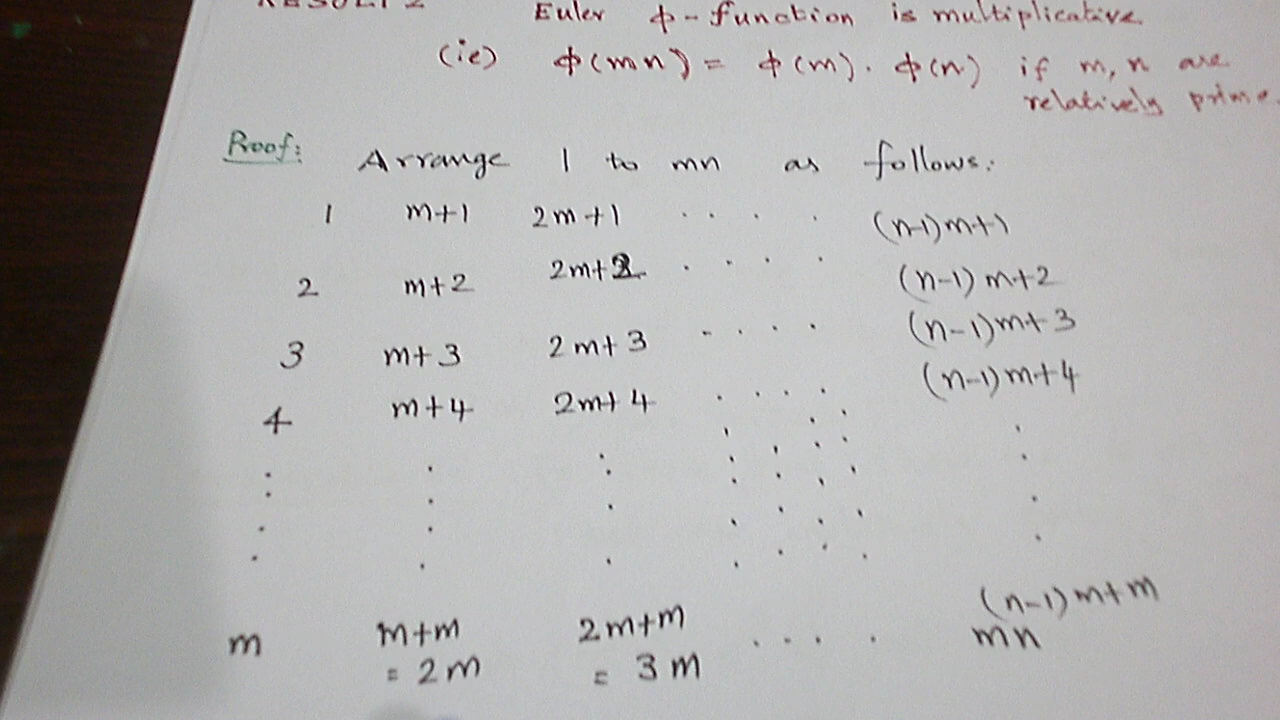 RESULT 2 Euler ϕ-function is multiplicative
(ie) ϕ(mn) = ϕ(m). ϕ(n) if m, n are
relatively prime
Proof: Arrange 1 to mn as follows:
1 m+1 2m+1 . . . . (n-1)m+1
2 m+2 2m+2 . . . . (n-1)m+2
3 m+3 2m+3 . . . . (n-1)m+3
4 m+4 2m+4 . . . . (n-1)m+4
m m+m 2m+m . . . . (n-1)m+m
= 2m = 3m mn